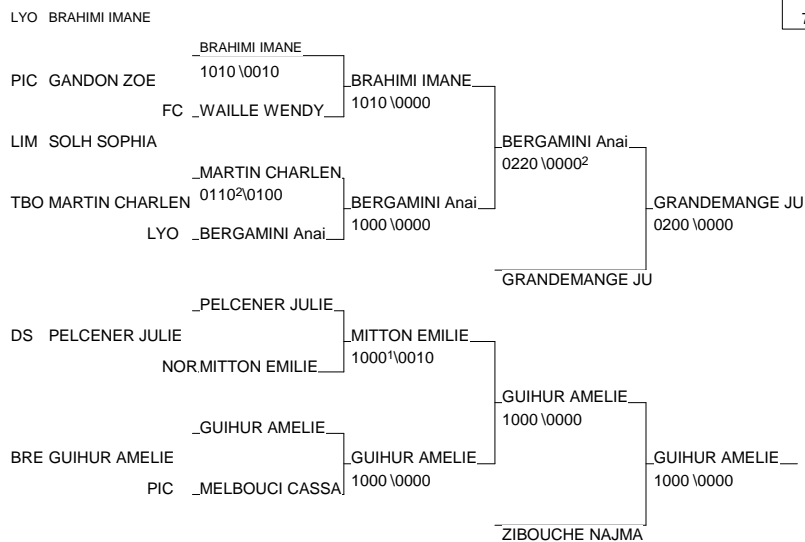 LYO BRAHIMI IMANE
7
BRAHIMI IMANE
1010 \0010
PIC GANDON ZOE
BRAHIMI IMANE
1010 \0000
FC WAILLE WENDY
LIM SOLH SOPHIA
BERGAMINI Anai
0220 \0000²
MARTIN CHARLEN
0110²\0100
TBO MARTIN CHARLEN
BERGAMINI Anai
1000 \0000
GRANDEMANGE JU
0200 \0000
LYO BERGAMINI Anai
GRANDEMANGE JU
PELCENER JULIE
DS PELCENER JULIE
MITTON EMILIE
1000¹\0010
NOR MITTON EMILIE
GUIHUR AMELIE
1000 \0000
GUIHUR AMELIE
BRE GUIHUR AMELIE
GUIHUR AMELIE
1000 \0000
GUIHUR AMELIE
1000 \0000
PIC MELBOUCI CASSA
ZIBOUCHE NAJMA